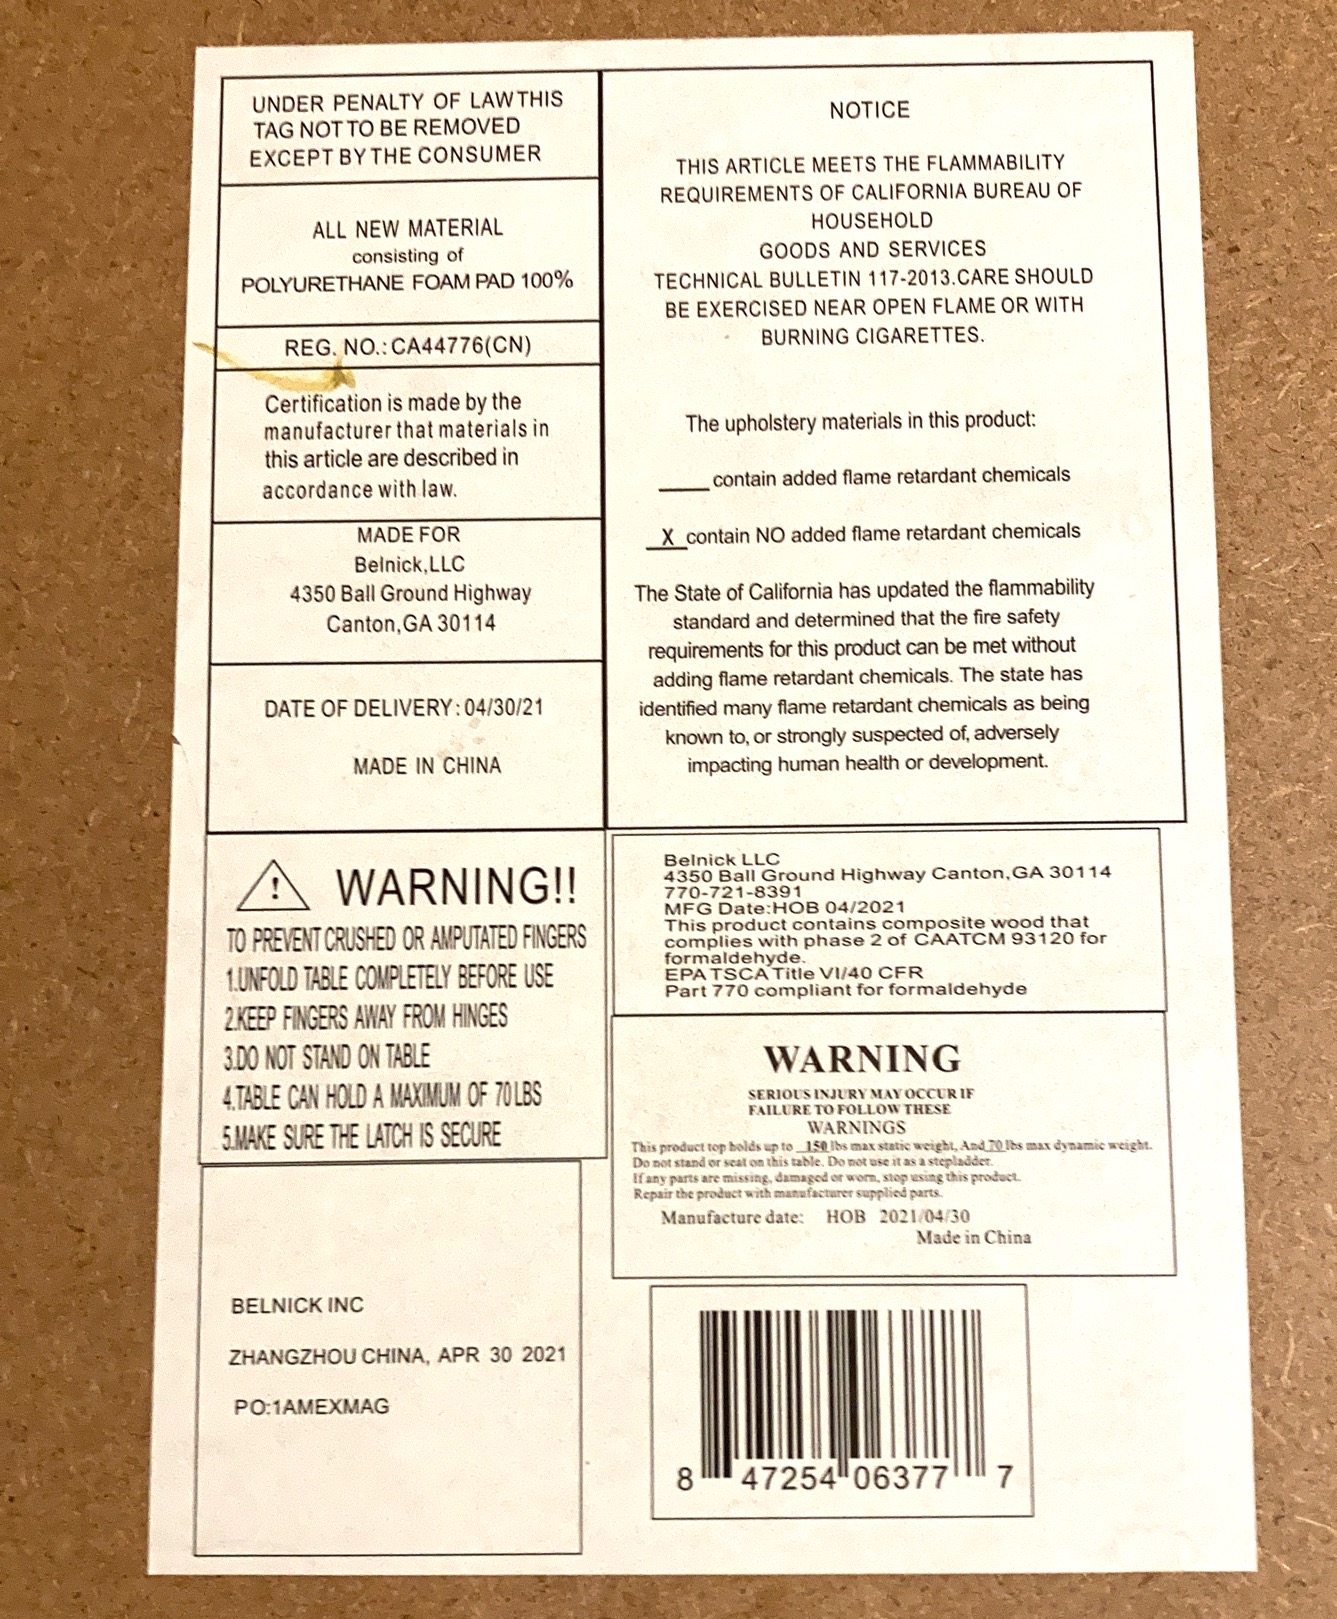 UNDER PENALTY OF LAW THIS
TAG NOT TO BE REMOVED
EXCEPT BY THE CONSUMER
ALL NEW MATERIAL
consisting of
POLYURETHANE FOAM PAD 100%
REG. NO.: CA44776(CN)
Certification is made by the
manufacturer that materials in
this article are described in
accordance with law.
MADE FOR
Belnick,LLC
4350 Ball Ground Highway
Canton,GA 30114
DATE OF DELIVERY: 04/30/21
MADE IN CHINA
NOTICE
THIS ARTICLE MEETS THE FLAMMABILITY
REQUIREMENTS OF CALIFORNIA BUREAU OF
HOUSEHOLD
GOODS AND SERVICES
TECHNICAL BULLETIN 117-2013.CARE SHOULD
BE EXERCISED NEAR OPEN FLAME OR WITH
BURNING CIGARETTES.
The upholstery materials in this product:
____ contain added flame retardant chemicals
_X_ contain NO added flame retardant chemicals
The State of California has updated the flammability
standard and determined that the fire safety
requirements for this product can be met without
adding flame retardant chemicals. The state has
identified many flame retardant chemicals as being
known to, or strongly suspected of, adversely
impacting human health or development.
! WARNING!!
TO PREVENT CRUSHED OR AMPUTATED FINGERS
1.UNFOLD TABLE COMPLETELY BEFORE USE
2.KEEP FINGERS AWAY FROM HINGES
3.DO NOT STAND ON TABLE
4.TABLE CAN HOLD A MAXIMUM OF 70 LBS
5.MAKE SURE THE LATCH IS SECURE
Belnick LLC
4350 Ball Ground Highway Canton,GA 30114
770-721-8391
MFG Date:HOB 04/2021
This product contains composite wood that
complies with phase 2 of CAATCM 93120 for
formaldehyde.
EPA TSCA Title VI/40 CFR
Part 770 compliant for formaldehyde
WARNING
SERIOUS INJURY MAY OCCUR IF
FAILURE TO FOLLOW THESE
WARNINGS
This product top holds up to _150 lbs max static weight, And 70 lbs max dynamic weight.
Do not stand or seat on this table. Do not use it as a stepladder.
If any parts are missing, damaged or worn, stop using this product.
Repair the product with manufacturer supplied parts.
Manufacture date: HOB 2021/04/30
Made in China
BELNICK INC
ZHANGZHOU CHINA, APR 30 2021
PO:1AMEXMAG
8 47254 06377 7